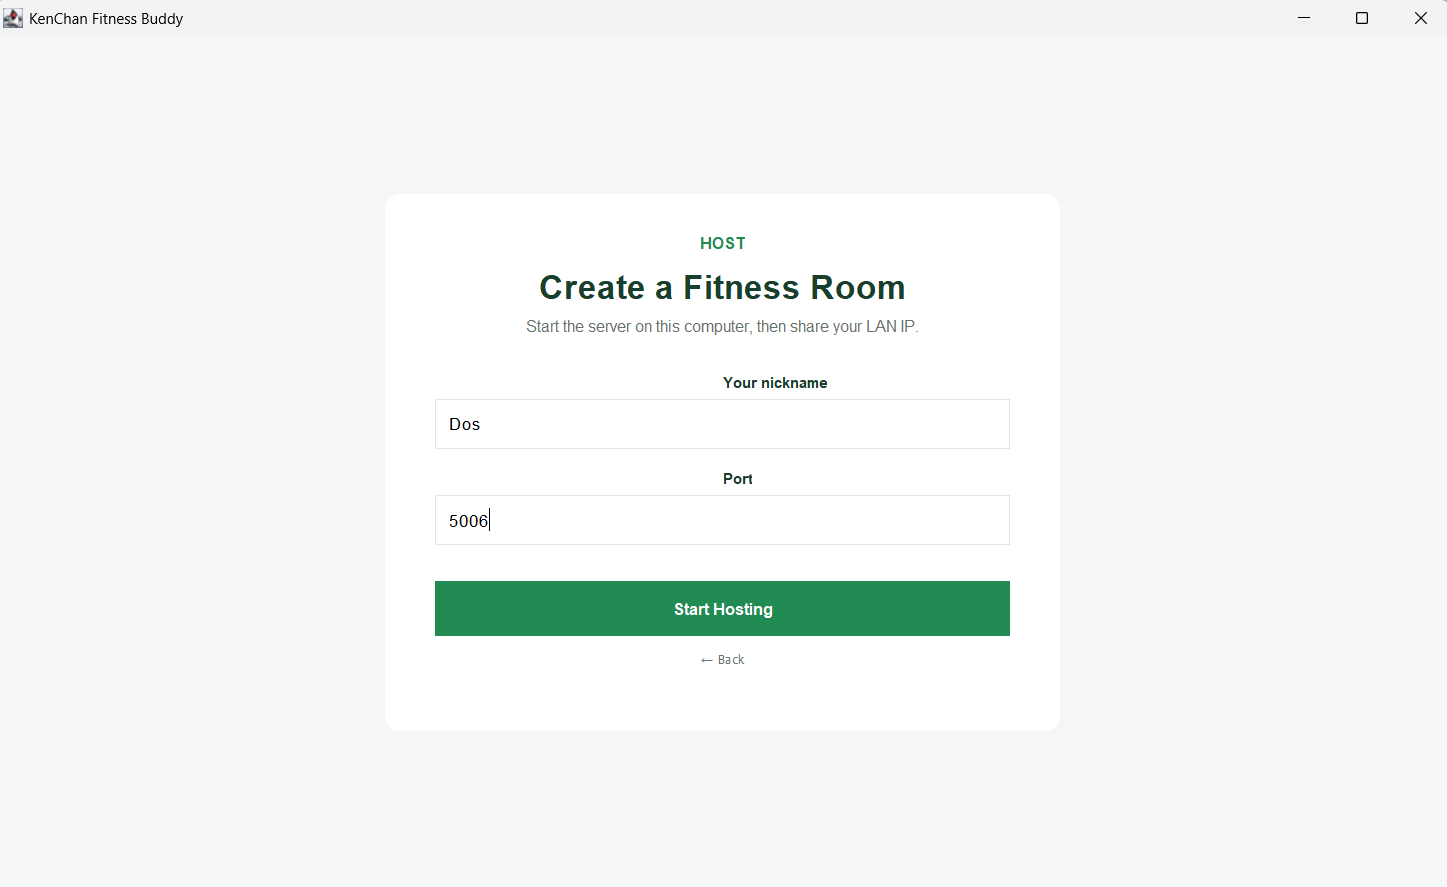 KenChan Fitness Buddy
HOST
Create a Fitness Room
Start the server on this computer, then share your LAN IP.
Your nickname
Dos
Port
5006
Start Hosting
← Back